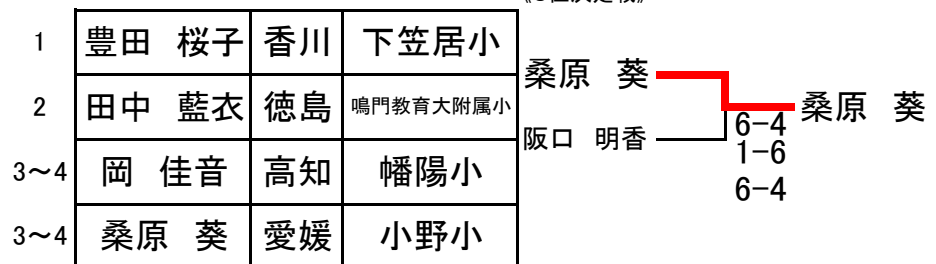 1 豊田 桜子 香川 下笠居小
2 田中 藍衣 徳島 鳴門教育大附属小
3～4 岡 佳音 高知 幡陽小
3～4 桑原 葵 愛媛 小野小
桑原 葵
阪口 明香
桑原 葵
6-4
1-6
6-4